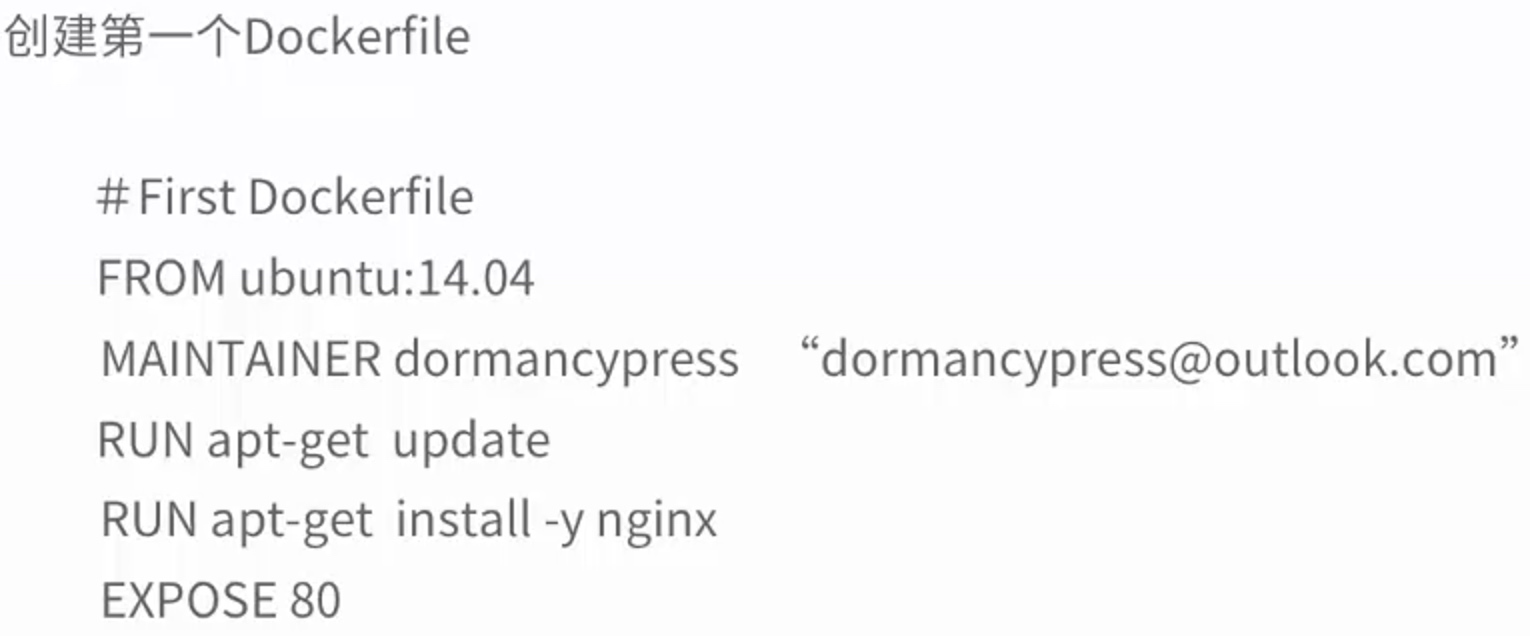 创建第一个Dockerfile
#First Dockerfile
FROM ubuntu:14.04
MAINTAINER dormancypress “dormancypress@outlook.com”
RUN apt-get update
RUN apt-get install -y nginx
EXPOSE 80